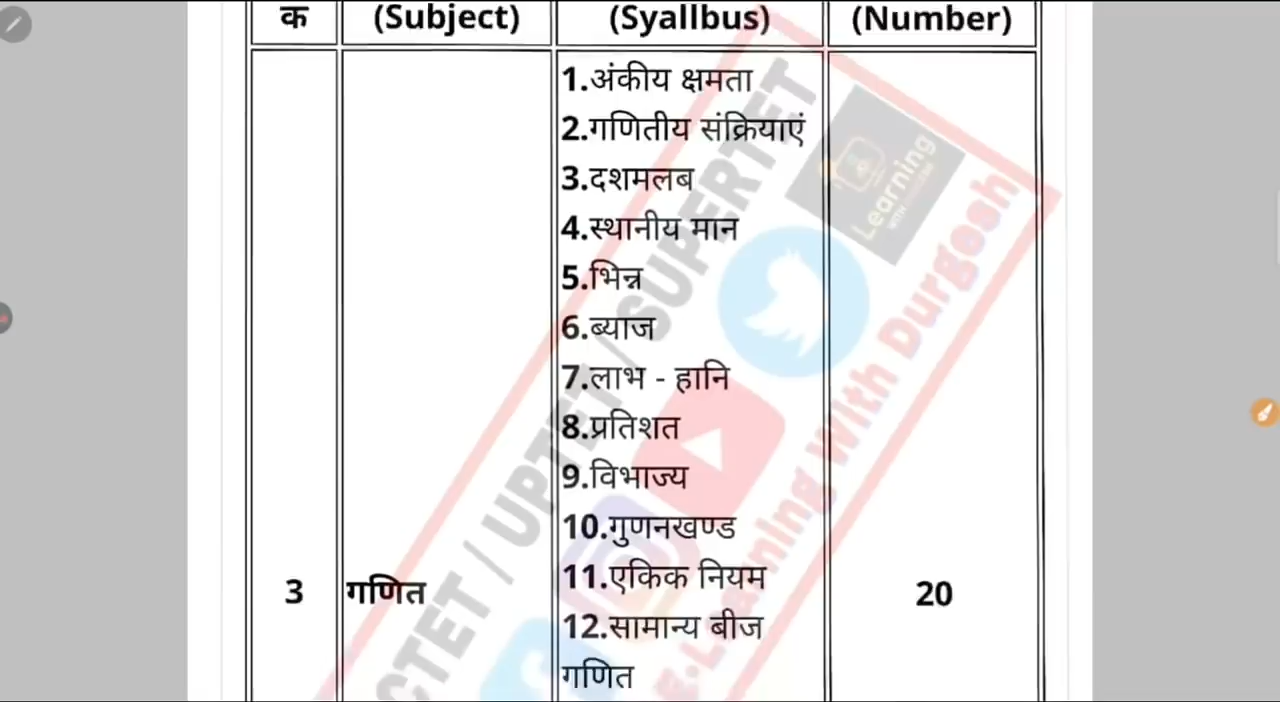 क (Subject) (Syallbus) (Number)
1.अंकीय क्षमता
2.गणितीय संक्रियाएं
3.दशमलब
4.स्थानीय मान
5.भिन्न
6.ब्याज
7.लाभ - हानि
8.प्रतिशत
9.विभाज्य
10.गुणनखण्ड
11.एकिक नियम
3 गणित 20
12.सामान्य बीज
गणित
CTET / UPTET / SUPERTET
Learning
E.Learning With Durgesh